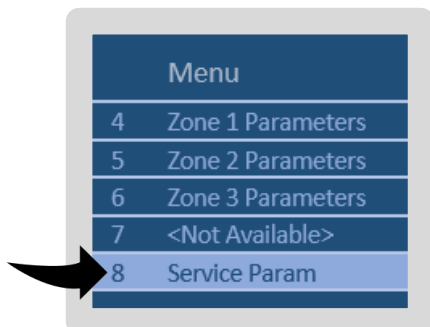 Menu
4 Zone 1 Parameters
5 Zone 2 Parameters
6 Zone 3 Parameters
7 <Not Available>
8 Service Param